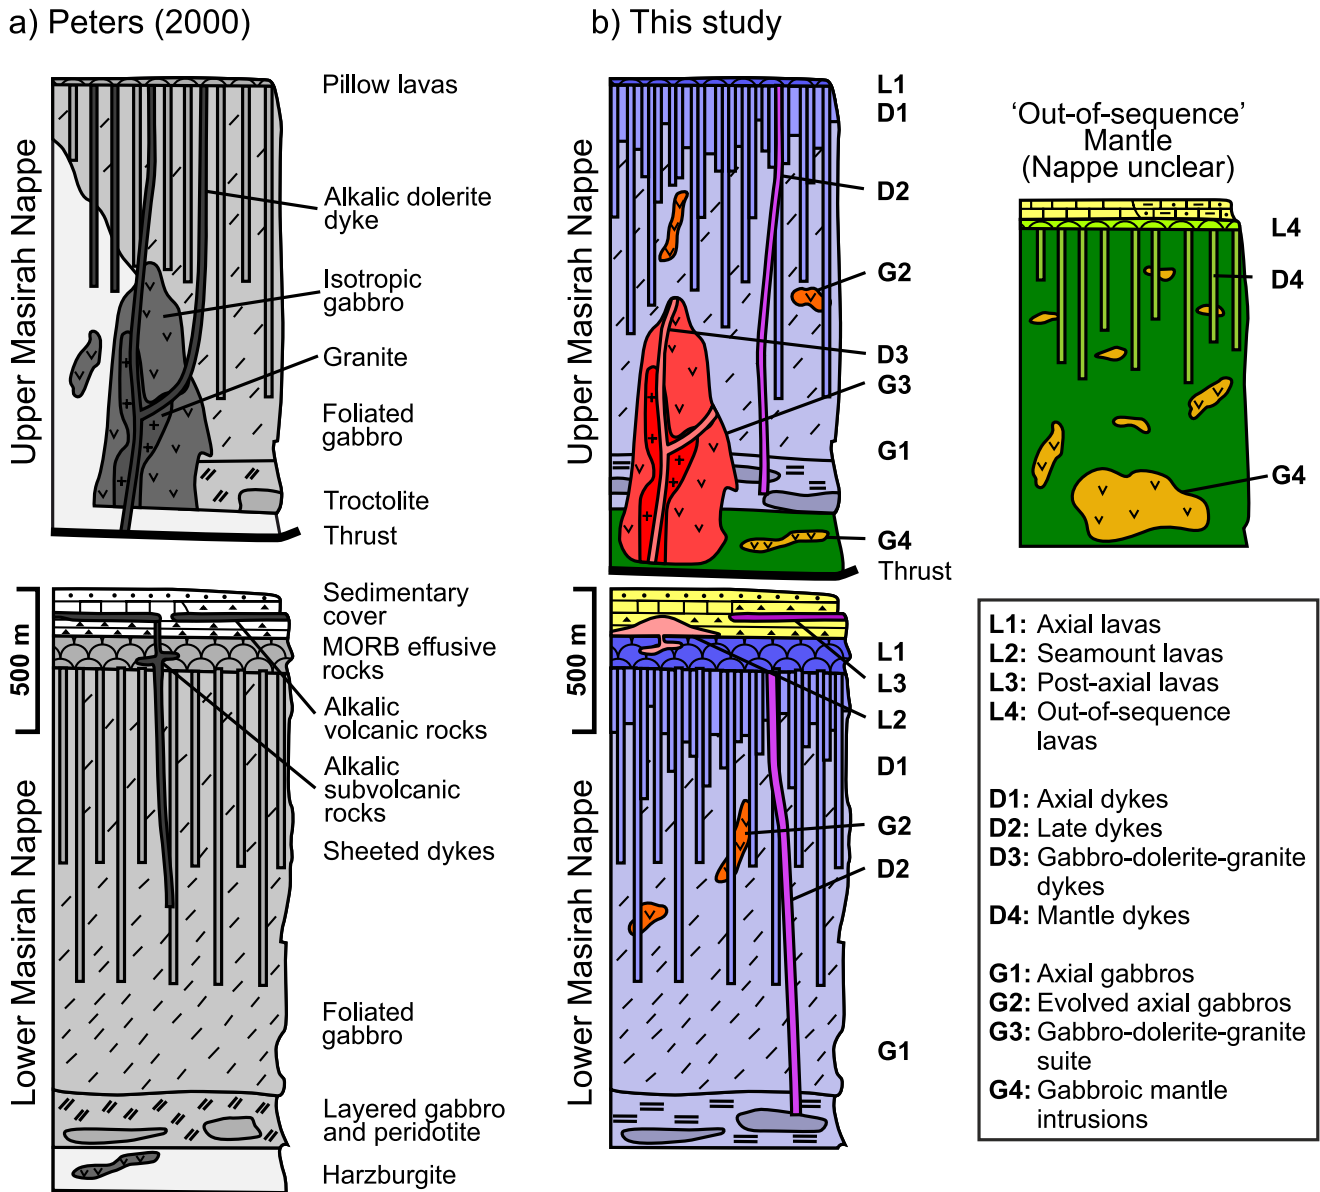 a) Peters (2000)
Upper Masirah Nappe
Pillow lavas
Alkalic dolerite
dyke
Isotropic
gabbro
Granite
Foliated
gabbro
Troctolite
Thrust
500 m
Lower Masirah Nappe
Sedimentary
cover
MORB effusive
rocks
Alkalic
volcanic rocks
Alkalic
subvolcanic
rocks
Sheeted dykes
Foliated
gabbro
Layered gabbro
and peridotite
Harzburgite
b) This study
Upper Masirah Nappe
L1
D1
D2
G2
D3
G3
G1
G4
Thrust
500 m
Lower Masirah Nappe
L1
L3
L2
D1
G2
D2
G1
‘Out-of-sequence’
Mantle
(Nappe unclear)
L4
D4
G4
L1: Axial lavas
L2: Seamount lavas
L3: Post-axial lavas
L4: Out-of-sequence
lavas
D1: Axial dykes
D2: Late dykes
D3: Gabbro-dolerite-granite
dykes
D4: Mantle dykes
G1: Axial gabbros
G2: Evolved axial gabbros
G3: Gabbro-dolerite-granite
suite
G4: Gabbroic mantle
intrusions